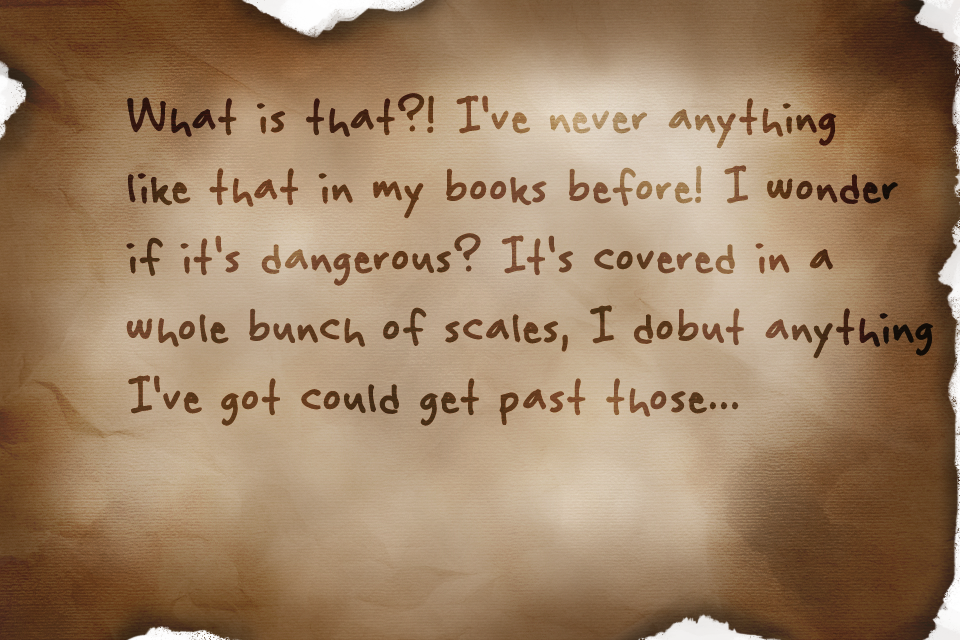 What is that?! I've never anything
like that in my books before! I wonder
if it's dangerous? It's covered in a
whole bunch of scales, I dobut anything
I've got could get past those...